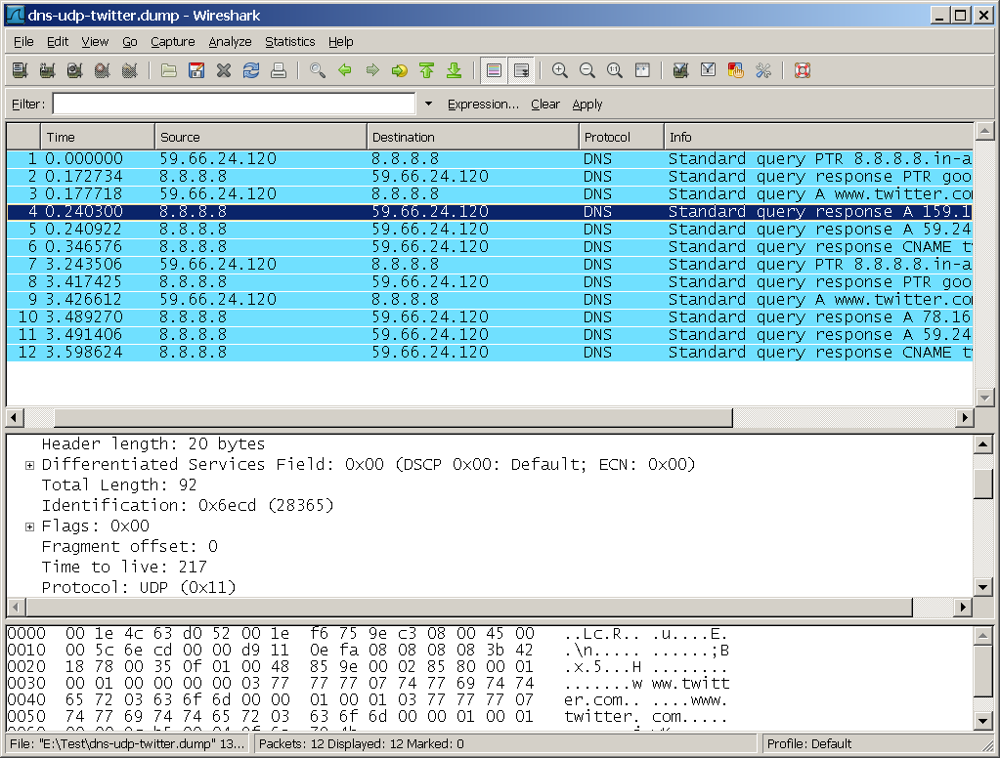 dns-udp-twitter.dump - Wireshark
File Edit View Go Capture Analyze Statistics Help
Filter: Expression... Clear Apply
Time Source Destination Protocol Info
1 0.000000 59.66.24.120 8.8.8.8 DNS Standard query PTR 8.8.8.8.in-a
2 0.172734 8.8.8.8 59.66.24.120 DNS Standard query response PTR goo
3 0.177718 59.66.24.120 8.8.8.8 DNS Standard query A www.twitter.co
4 0.240300 8.8.8.8 59.66.24.120 DNS Standard query response A 159.1
5 0.240922 8.8.8.8 59.66.24.120 DNS Standard query response A 59.24
6 0.346576 8.8.8.8 59.66.24.120 DNS Standard query response CNAME t
7 3.243506 59.66.24.120 8.8.8.8 DNS Standard query PTR 8.8.8.8.in-a
8 3.417425 8.8.8.8 59.66.24.120 DNS Standard query response PTR goo
9 3.426612 59.66.24.120 8.8.8.8 DNS Standard query A www.twitter.co
10 3.489270 8.8.8.8 59.66.24.120 DNS Standard query response A 78.16
11 3.491406 8.8.8.8 59.66.24.120 DNS Standard query response A 59.24
12 3.598624 8.8.8.8 59.66.24.120 DNS Standard query response CNAME t
Header length: 20 bytes
Differentiated Services Field: 0x00 (DSCP 0x00: Default; ECN: 0x00)
Total Length: 92
Identification: 0x6ecd (28365)
Flags: 0x00
Fragment offset: 0
Time to live: 217
Protocol: UDP (0x11)
0000 00 1e 4c 63 d0 52 00 1e f6 75 9e c3 08 00 45 00 ..Lc.R.. .u....E.
0010 00 5c 6e cd 00 00 d9 11 0e fa 08 08 08 08 3b 42 .\n..... ......;B
0020 18 78 00 35 0f 01 00 48 85 9e 00 02 85 80 00 01 .x.5...H ........
0030 00 01 00 00 00 00 03 77 77 77 07 74 77 69 74 74 .......w ww.twitt
0040 65 72 03 63 6f 6d 00 00 01 00 01 03 77 77 77 07 er.com.. ....www.
0050 74 77 69 74 74 65 72 03 63 6f 6d 00 00 01 00 01 twitter. com.....
File: "E:\Test\dns-udp-twitter.dump" 13... Packets: 12 Displayed: 12 Marked: 0 Profile: Default